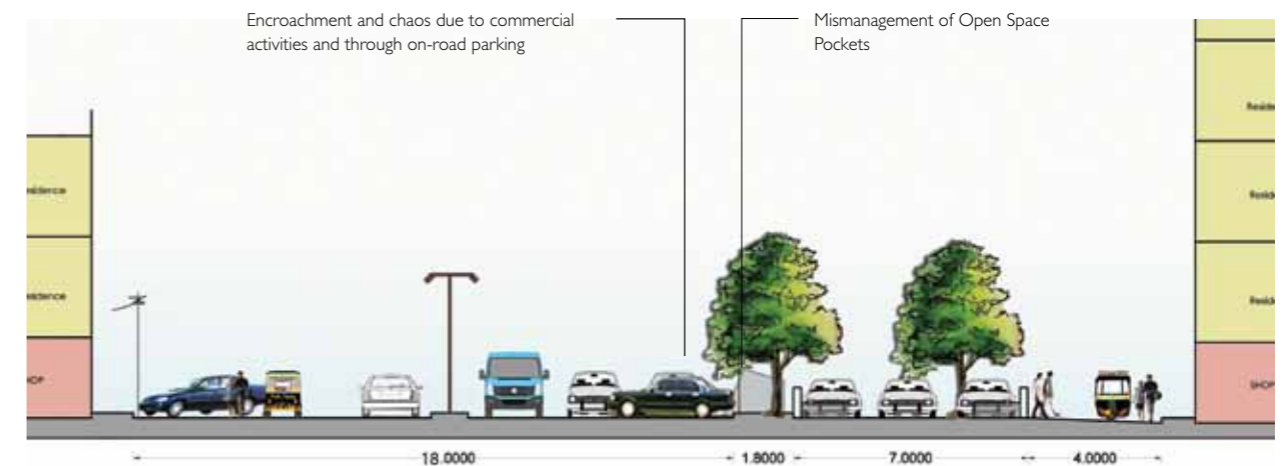 Encroachment and chaos due to commercial
activities and through on-road parking
Mismanagement of Open Space
Pockets
SHOP
18.0000
1.8000
7.0000
4.0000